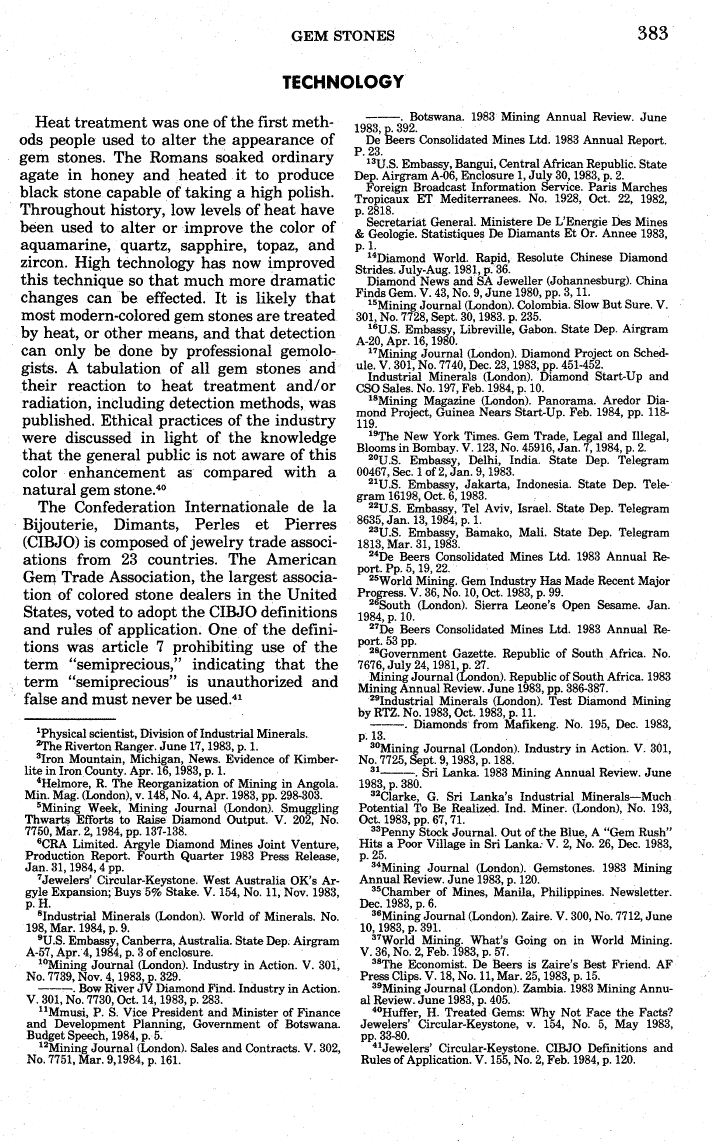 GEM STONES
383
TECHNOLOGY
Heat treatment was one of the first meth-
ods people used to alter the appearance of
gem stones. The Romans soaked ordinary
agate in honey and heated it to produce
black stone capable of taking a high polish.
Throughout history, low levels of heat have
been used to alter or improve the color of
aquamarine, quartz, sapphire, topaz, and
zircon. High technology has now improved
this technique so that much more dramatic
changes can be effected. It is likely that
most modern-colored gem stones are treated
by heat, or other means, and that detection
can only be done by professional gemolo-
gists. A tabulation of all gem stones and
their reaction to heat treatment and/or
radiation, including detection methods, was
published. Ethical practices of the industry
were discussed in light of the knowledge
that the general public is not aware of this
color enhancement as compared with a
natural gem stone.⁴⁰
The Confederation Internationale de la
Bijouterie, Dimants, Perles et Pierres
(CIBJO) is composed of jewelry trade associ-
ations from 23 countries. The American
Gem Trade Association, the largest associa-
tion of colored stone dealers in the United
States, voted to adopt the CIBJO definitions
and rules of application. One of the defini-
tions was article 7 prohibiting use of the
term "semiprecious," indicating that the
term "semiprecious" is unauthorized and
false and must never be used.⁴¹
¹Physical scientist, Division of Industrial Minerals.
²The Riverton Ranger. June 17, 1983, p. 1.
³Iron Mountain, Michigan, News. Evidence of Kimber-
lite in Iron County. Apr. 16, 1983, p. 1.
⁴Helmore, R. The Reorganization of Mining in Angola.
Min. Mag. (London), v. 148, No. 4, Apr. 1983, pp. 298-303.
⁵Mining Week, Mining Journal (London). Smuggling
Thwarts Efforts to Raise Diamond Output. V. 202, No.
7750, Mar. 2, 1984, pp. 137-138.
⁶CRA Limited. Argyle Diamond Mines Joint Venture,
Production Report. Fourth Quarter 1983 Press Release,
Jan. 31, 1984, 4 pp.
⁷Jewelers' Circular-Keystone. West Australia OK's Ar-
gyle Expansion; Buys 5% Stake. V. 154, No. 11, Nov. 1983,
p. H.
⁸Industrial Minerals (London). World of Minerals. No.
198, Mar. 1984, p. 9.
⁹U.S. Embassy, Canberra, Australia. State Dep. Airgram
A-57, Apr. 4, 1984, p. 3 of enclosure.
¹⁰Mining Journal (London). Industry in Action. V. 301,
No. 7739, Nov. 4, 1983, p. 329.
———. Bow River JV Diamond Find. Industry in Action.
V. 301, No. 7730, Oct. 14, 1983, p. 283.
¹¹Mmusi, P. S. Vice President and Minister of Finance
and Development Planning, Government of Botswana.
Budget Speech, 1984, p. 5.
¹²Mining Journal (London). Sales and Contracts. V. 302,
No. 7751, Mar. 9,1984, p. 161.
———. Botswana. 1983 Mining Annual Review. June
1983, p. 392.
De Beers Consolidated Mines Ltd. 1983 Annual Report.
P. 23.
¹³U.S. Embassy, Bangui, Central African Republic. State
Dep. Airgram A-06, Enclosure 1, July 30, 1983, p. 2.
Foreign Broadcast Information Service. Paris Marches
Tropicaux ET Mediterranees. No. 1928, Oct. 22, 1982,
p. 2818.
Secretariat General. Ministere De L'Energie Des Mines
& Geologie. Statistiques De Diamants Et Or. Annee 1983,
p. 1.
¹⁴Diamond World. Rapid, Resolute Chinese Diamond
Strides. July-Aug. 1981, p. 36.
Diamond News and SA Jeweller (Johannesburg). China
Finds Gem. V. 43, No. 9, June 1980, pp. 3, 11.
¹⁵Mining Journal (London). Colombia. Slow But Sure. V.
301, No. 7728, Sept. 30, 1983. p. 235.
¹⁶U.S. Embassy, Libreville, Gabon. State Dep. Airgram
A-20, Apr. 16, 1980.
¹⁷Mining Journal (London). Diamond Project on Sched-
ule. V. 301, No. 7740, Dec. 23, 1983, pp. 451-452.
Industrial Minerals (London). Diamond Start-Up and
CSO Sales. No. 197, Feb. 1984, p. 10.
¹⁸Mining Magazine (London). Panorama. Aredor Dia-
mond Project, Guinea Nears Start-Up. Feb. 1984, pp. 118-
119.
¹⁹The New York Times. Gem Trade, Legal and Illegal,
Blooms in Bombay. V. 123, No. 45916, Jan. 7, 1984, p. 2.
²⁰U.S. Embassy, Delhi, India. State Dep. Telegram
00467, Sec. 1 of 2, Jan. 9, 1983.
²¹U.S. Embassy, Jakarta, Indonesia. State Dep. Tele-
gram 16198, Oct. 6, 1983.
²²U.S. Embassy, Tel Aviv, Israel. State Dep. Telegram
8635, Jan. 13, 1984, p. 1.
²³U.S. Embassy, Bamako, Mali. State Dep. Telegram
1813, Mar. 31, 1983.
²⁴De Beers Consolidated Mines Ltd. 1983 Annual Re-
port. Pp. 5, 19, 22.
²⁵World Mining. Gem Industry Has Made Recent Major
Progress. V. 36, No. 10, Oct. 1983, p. 99.
²⁶South (London). Sierra Leone's Open Sesame. Jan.
1984, p. 10.
²⁷De Beers Consolidated Mines Ltd. 1983 Annual Re-
port. 53 pp.
²⁸Government Gazette. Republic of South Africa. No.
7676, July 24, 1981, p. 27.
Mining Journal (London). Republic of South Africa. 1983
Mining Annual Review. June 1983, pp. 386-387.
²⁹Industrial Minerals (London). Test Diamond Mining
by RTZ. No. 1983, Oct. 1983, p. 11.
———. Diamonds from Mafikeng. No. 195, Dec. 1983,
p. 13.
³⁰Mining Journal (London). Industry in Action. V. 301,
No. 7725, Sept. 9, 1983, p. 188.
³¹———. Sri Lanka. 1983 Mining Annual Review. June
1983, p. 380.
³²Clarke, G. Sri Lanka's Industrial Minerals—Much
Potential To Be Realized. Ind. Miner. (London), No. 193,
Oct. 1983, pp. 67, 71.
³³Penny Stock Journal. Out of the Blue, A "Gem Rush"
Hits a Poor Village in Sri Lanka. V. 2, No. 26, Dec. 1983,
p. 25.
³⁴Mining Journal (London). Gemstones. 1983 Mining
Annual Review. June 1983, p. 120.
³⁵Chamber of Mines, Manila, Philippines. Newsletter.
Dec. 1983, p. 6.
³⁶Mining Journal (London). Zaire. V. 300, No. 7712, June
10, 1983, p. 391.
³⁷World Mining. What's Going on in World Mining.
V. 36, No. 2, Feb. 1983, p. 57.
³⁸The Economist. De Beers is Zaire's Best Friend. AF
Press Clips. V. 18, No. 11, Mar. 25, 1983, p. 15.
³⁹Mining Journal (London). Zambia. 1983 Mining Annu-
al Review. June 1983, p. 405.
⁴⁰Huffer, H. Treated Gems: Why Not Face the Facts?
Jewelers' Circular-Keystone, v. 154, No. 5, May 1983,
pp. 33-80.
⁴¹Jewelers' Circular-Keystone. CIBJO Definitions and
Rules of Application. V. 155, No. 2, Feb. 1984, p. 120.